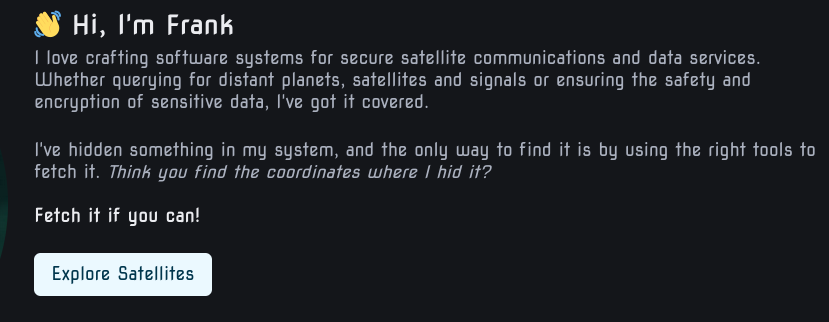 👋 Hi, I'm Frank
I love crafting software systems for secure satellite communications and data services.
Whether querying for distant planets, satellites and signals or ensuring the safety and
encryption of sensitive data, I've got it covered.
I've hidden something in my system, and the only way to find it is by using the right tools to
fetch it. Think you find the coordinates where I hid it?
Fetch it if you can!
Explore Satellites